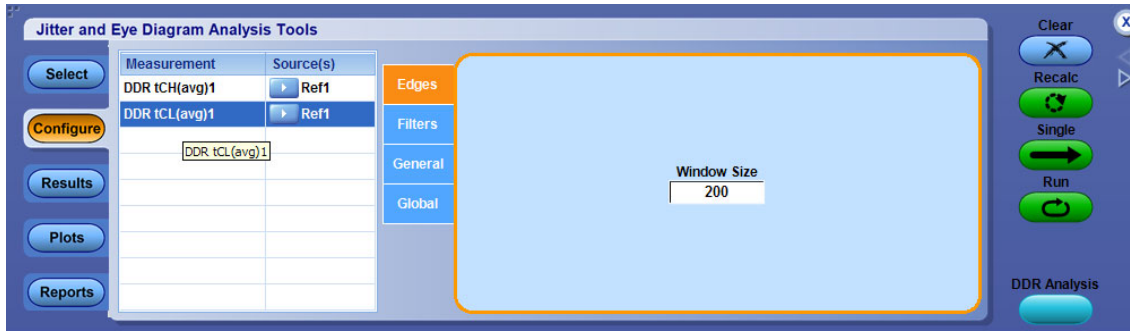 Jitter and Eye Diagram Analysis Tools
Select
Configure
Results
Plots
Reports
Measurement Source(s)
DDR tCH(avg)1 Ref1
DDR tCL(avg)1 Ref1
DDR tCL(avg)1
Edges
Filters
General
Global
Window Size
200
Clear
Recalc
Single
Run
DDR Analysis
X